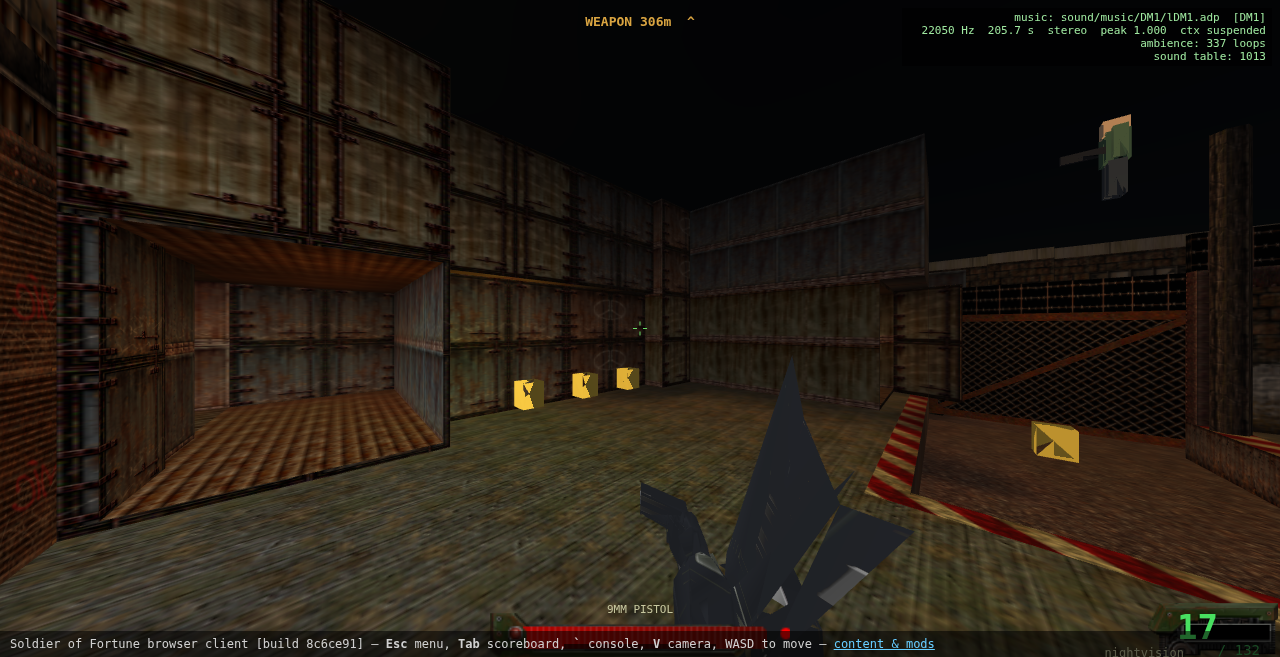 WEAPON 306m ^
music: sound/music/DM1/lDM1.adp [DM1]
22050 Hz 205.7 s stereo peak 1.000 ctx suspended
ambience: 337 loops
sound table: 1013
9MM PISTOL
17
/ 132
nightvision
Soldier of Fortune browser client [build 8c6ce91] — Esc menu, Tab scoreboard, ` console, V camera, WASD to move — content & mods